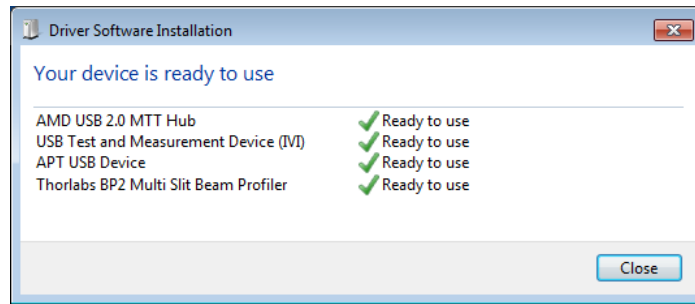 Driver Software Installation
Your device is ready to use
AMD USB 2.0 MTT Hub Ready to use
USB Test and Measurement Device (IVI) Ready to use
APT USB Device Ready to use
Thorlabs BP2 Multi Slit Beam Profiler Ready to use
Close